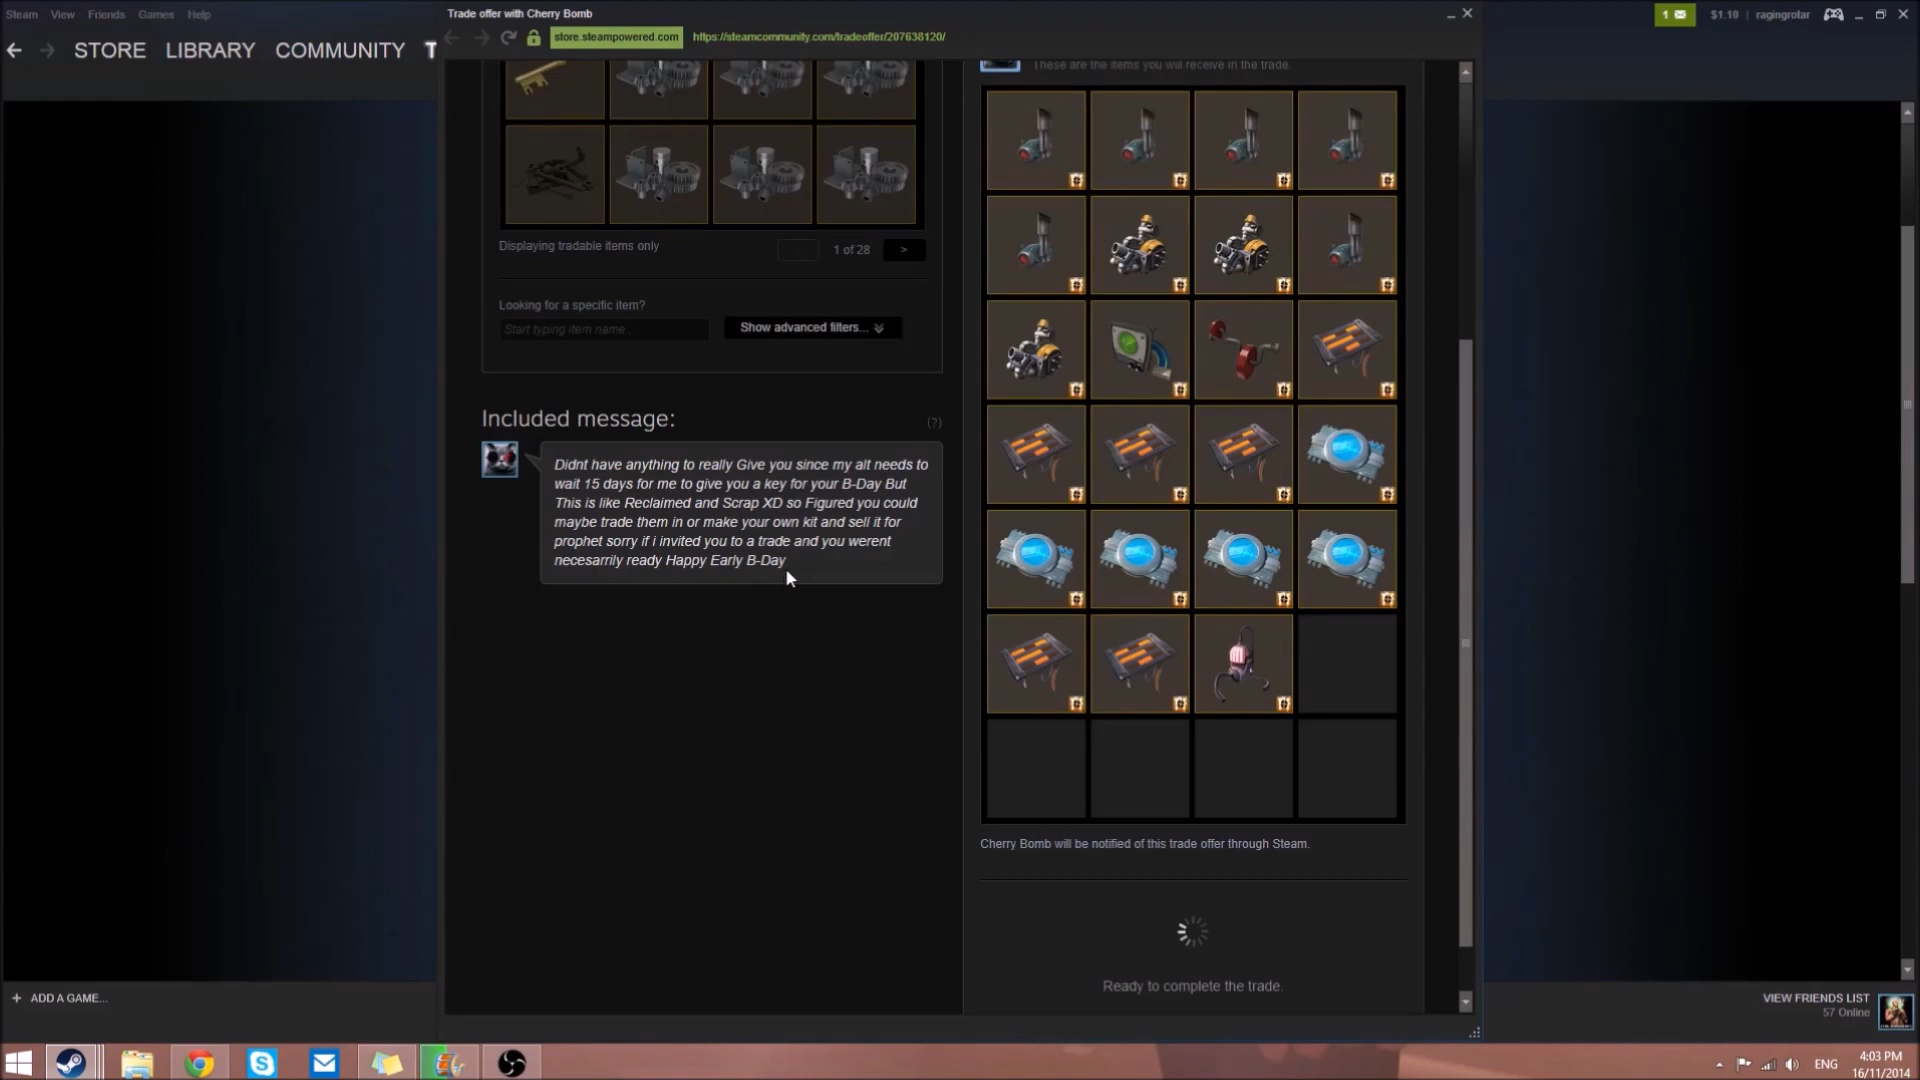 Trade offer with Cherry Bomb
Steam View Friends Games Help
1 $1.10 ragingrotar
store.steampowered.com https://steamcommunity.com/tradeoffer/207638120/
STORE LIBRARY COMMUNITY T
These are the items you will receive in the trade.
Displaying tradable items only
1 of 28 >
Looking for a specific item?
Start typing item name...
Show advanced filters...
Included message:
(?)
Didnt have anything to really Give you since my alt needs to
wait 15 days for me to give you a key for your B-Day But
This is like Reclaimed and Scrap XD so Figured you could
maybe trade them in or make your own kit and sell it for
prophet sorry if i invited you to a trade and you werent
necesarrily ready Happy Early B-Day
Cherry Bomb will be notified of this trade offer through Steam.
Ready to complete the trade.
+ ADD A GAME...
VIEW FRIENDS LIST
57 Online
ENG
4:03 PM
16/11/2014